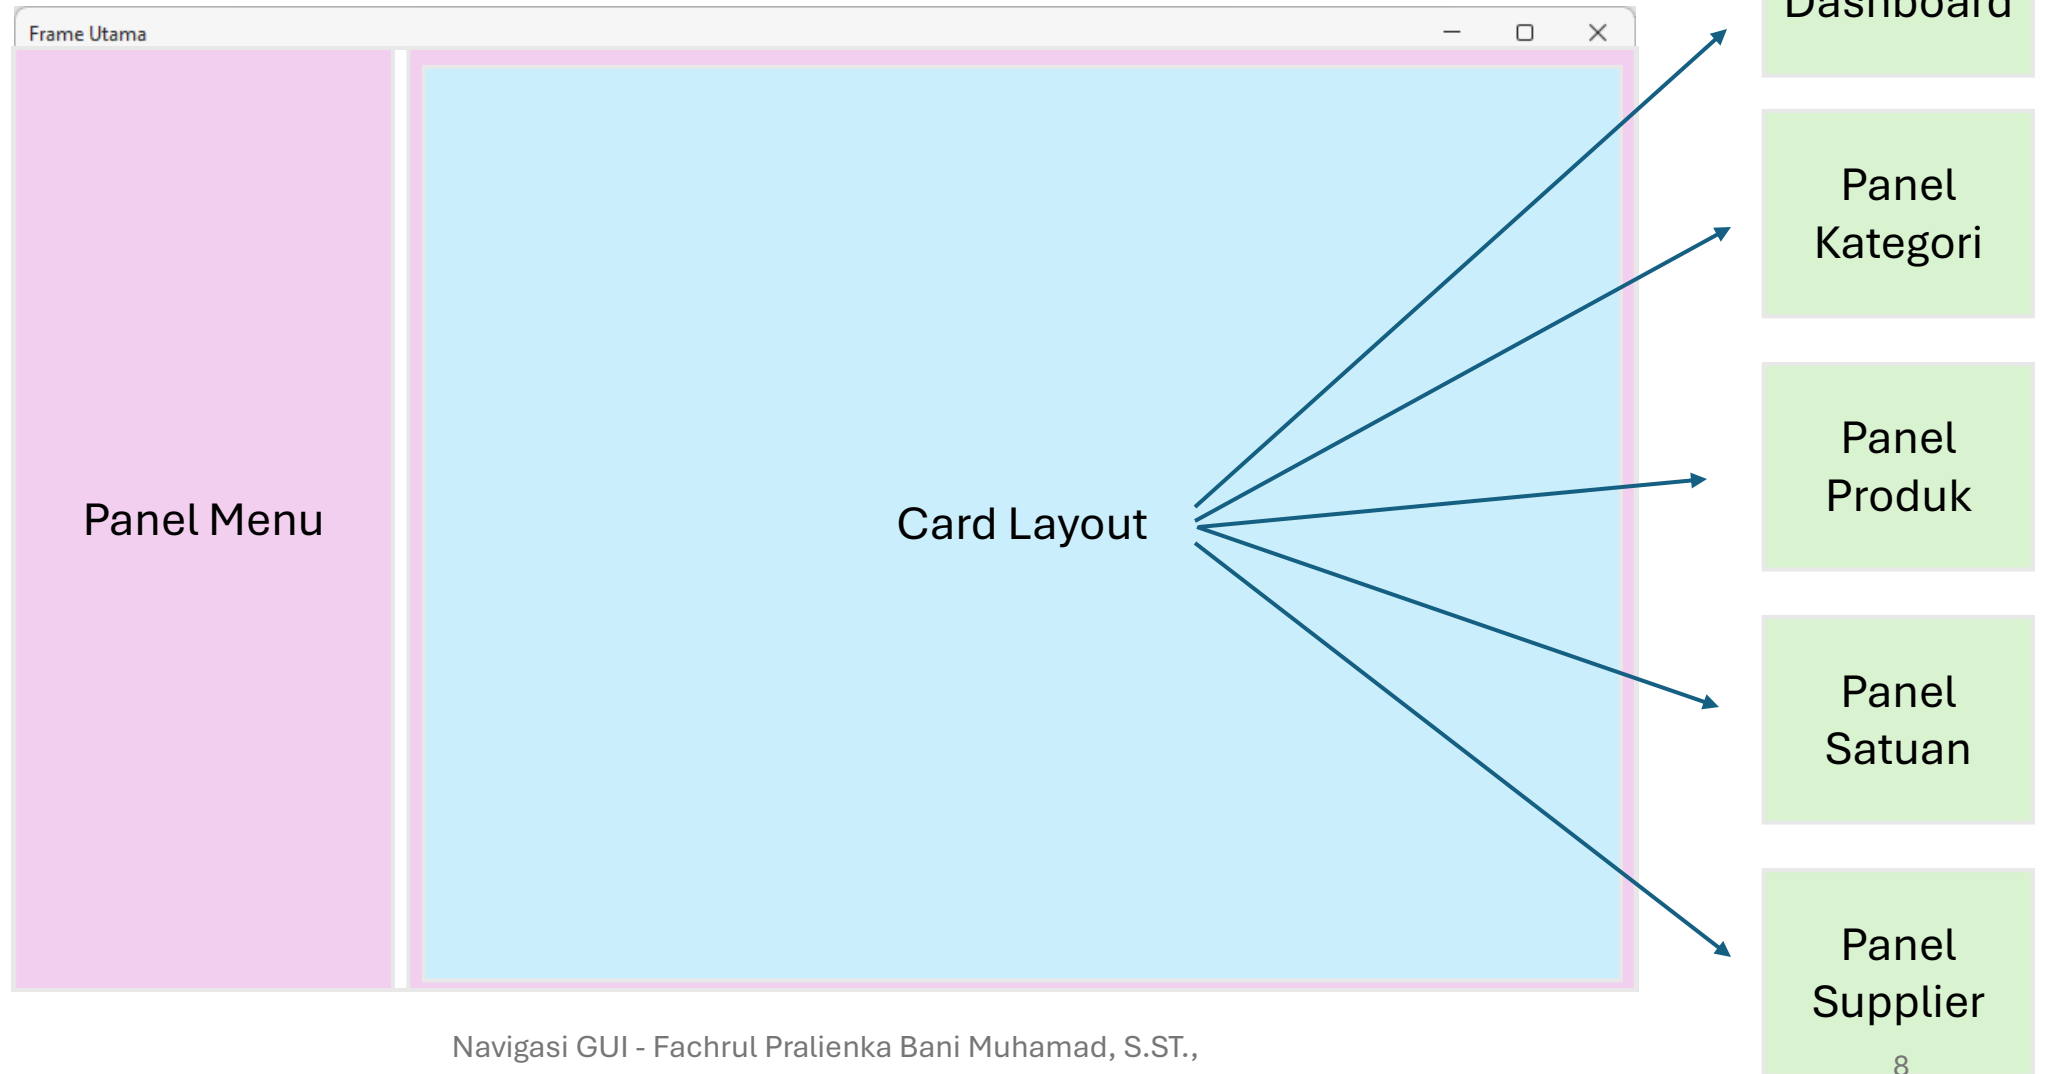 Frame Utama
Dashboard
Panel
Kategori
Panel
Produk
Panel Menu
Card Layout
Panel
Satuan
Panel
Supplier
Navigasi GUI - Fachrul Pralienka Bani Muhamad, S.ST.,
8